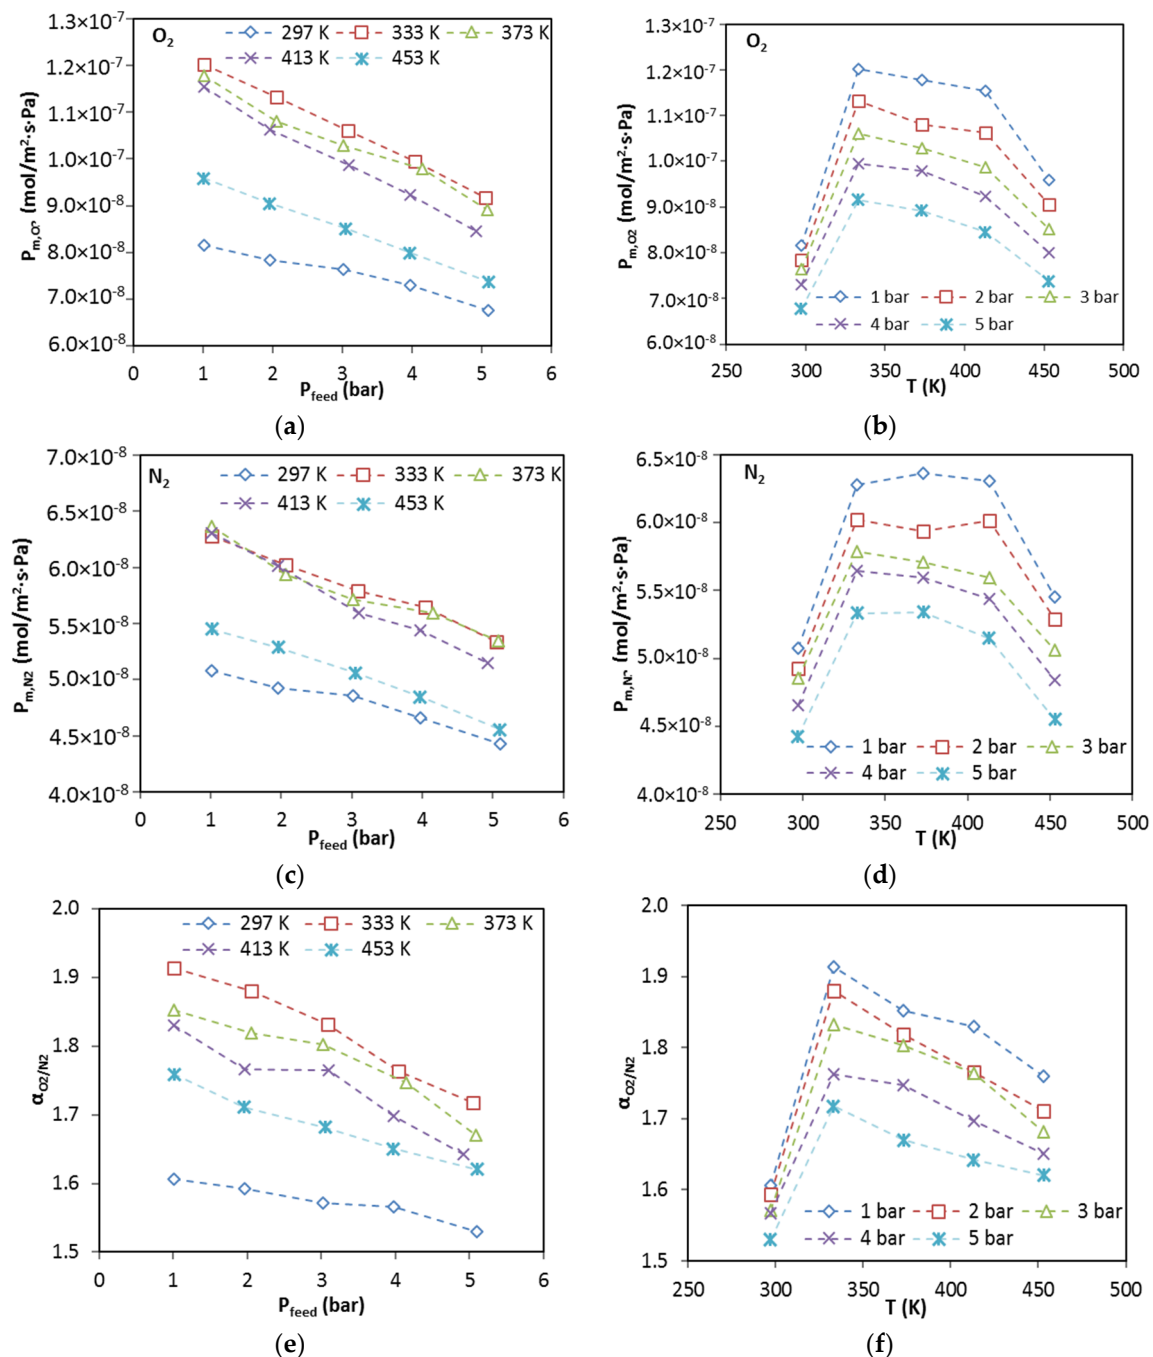 1.3×10⁻⁷
1.2×10⁻⁷
1.1×10⁻⁷
1.0×10⁻⁷
9.0×10⁻⁸
8.0×10⁻⁸
7.0×10⁻⁸
6.0×10⁻⁸
O₂
297 K 333 K 373 K
413 K 453 K
(mol/m²·s·Pa)
0 1 2 3 4 5 6
P_feed (bar)
(a)
1.3×10⁻⁷
1.2×10⁻⁷
1.1×10⁻⁷
1.0×10⁻⁷
9.0×10⁻⁸
8.0×10⁻⁸
7.0×10⁻⁸
6.0×10⁻⁸
O₂
P_m,O2 (mol/m²·s·Pa)
1 bar 2 bar 3 bar
4 bar 5 bar
250 300 350 400 450 500
T (K)
(b)
7.0×10⁻⁸
6.5×10⁻⁸
6.0×10⁻⁸
5.5×10⁻⁸
5.0×10⁻⁸
4.5×10⁻⁸
4.0×10⁻⁸
N₂
297 K 333 K 373 K
413 K 453 K
P_m,N2 (mol/m²·s·Pa)
0 1 2 3 4 5 6
P_feed (bar)
(c)
6.5×10⁻⁸
6.0×10⁻⁸
5.5×10⁻⁸
5.0×10⁻⁸
4.5×10⁻⁸
4.0×10⁻⁸
N₂
(mol/m²·s·Pa)
1 bar 2 bar 3 bar
4 bar 5 bar
250 300 350 400 450 500
T (K)
(d)
2.0
1.9
1.8
1.7
1.6
1.5
297 K 333 K 373 K
413 K 453 K
α_O2/N2
0 1 2 3 4 5 6
P_feed (bar)
(e)
2.0
1.9
1.8
1.7
1.6
1.5
α_O2/N2
1 bar 2 bar 3 bar
4 bar 5 bar
250 300 350 400 450 500
T (K)
(f)